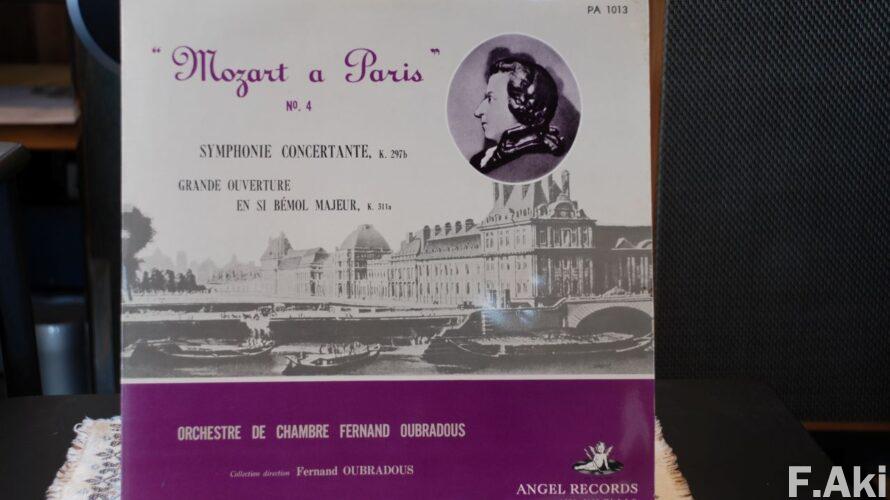 PA 1013
"Mozart a Paris"
No. 4
SYMPHONIE CONCERTANTE, K. 297b
GRANDE OUVERTURE
EN SI BÉMOL MAJEUR, K. 311a
ORCHESTRE DE CHAMBRE FERNAND OUBRADOUS
Collection direction Fernand OUBRADOUS
ANGEL RECORDS
F.Aki